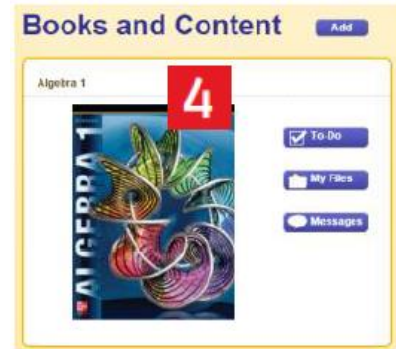 Books and Content
Add
Algebra 1
4
ALGEBRA 1
To-Do
My Files
Messages